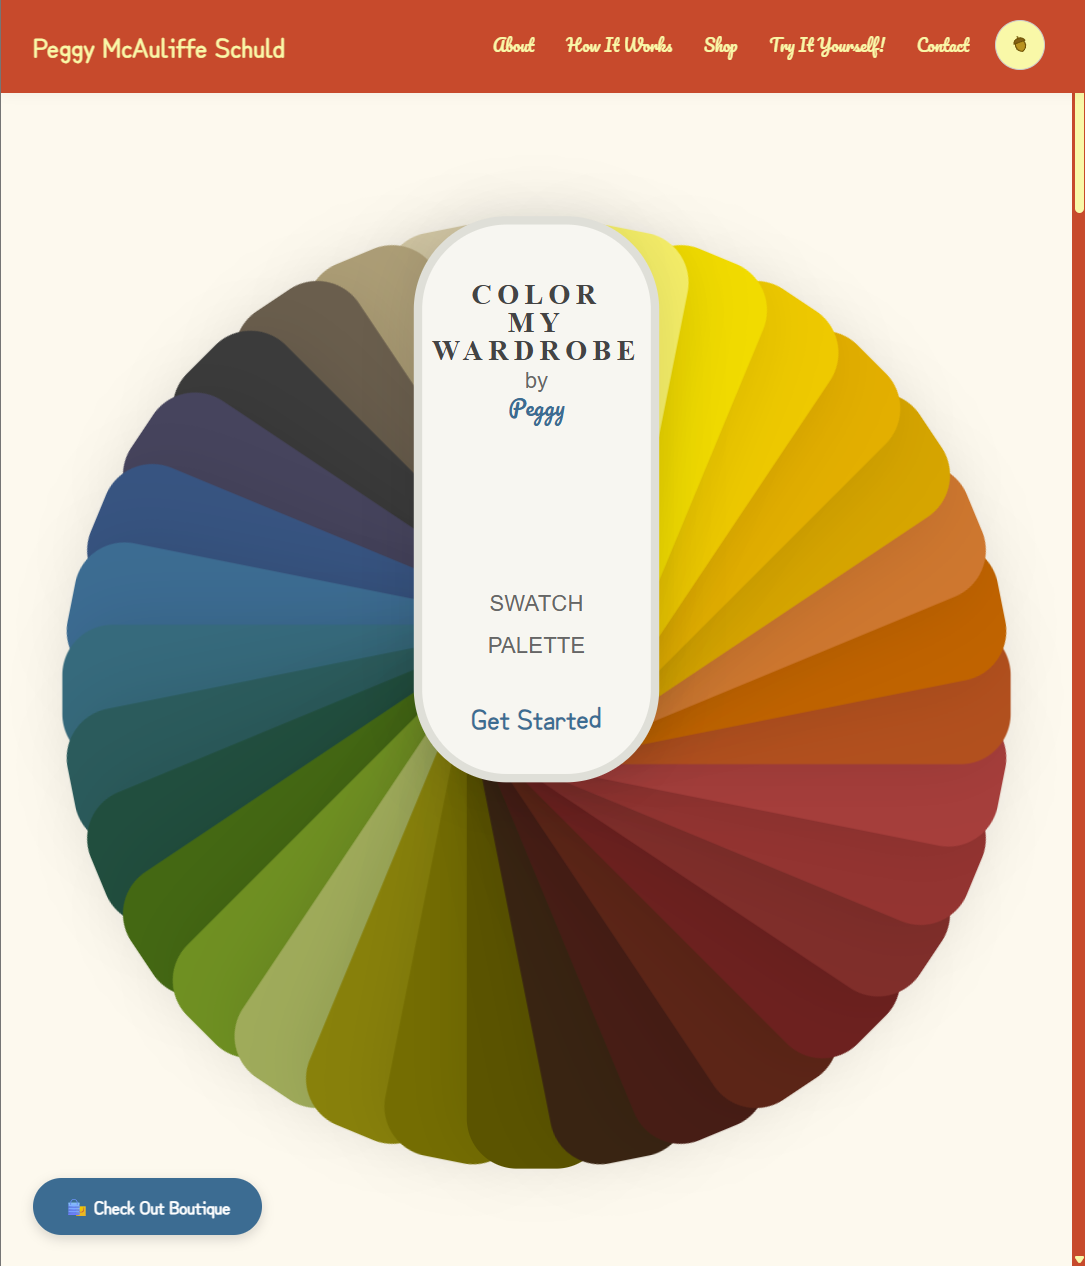 Peggy McAuliffe Schuld
About How It Works Shop Try It Yourself! Contact
COLOR
MY
WARDROBE
by
Peggy
SWATCH
PALETTE
Get Started
Check Out Boutique